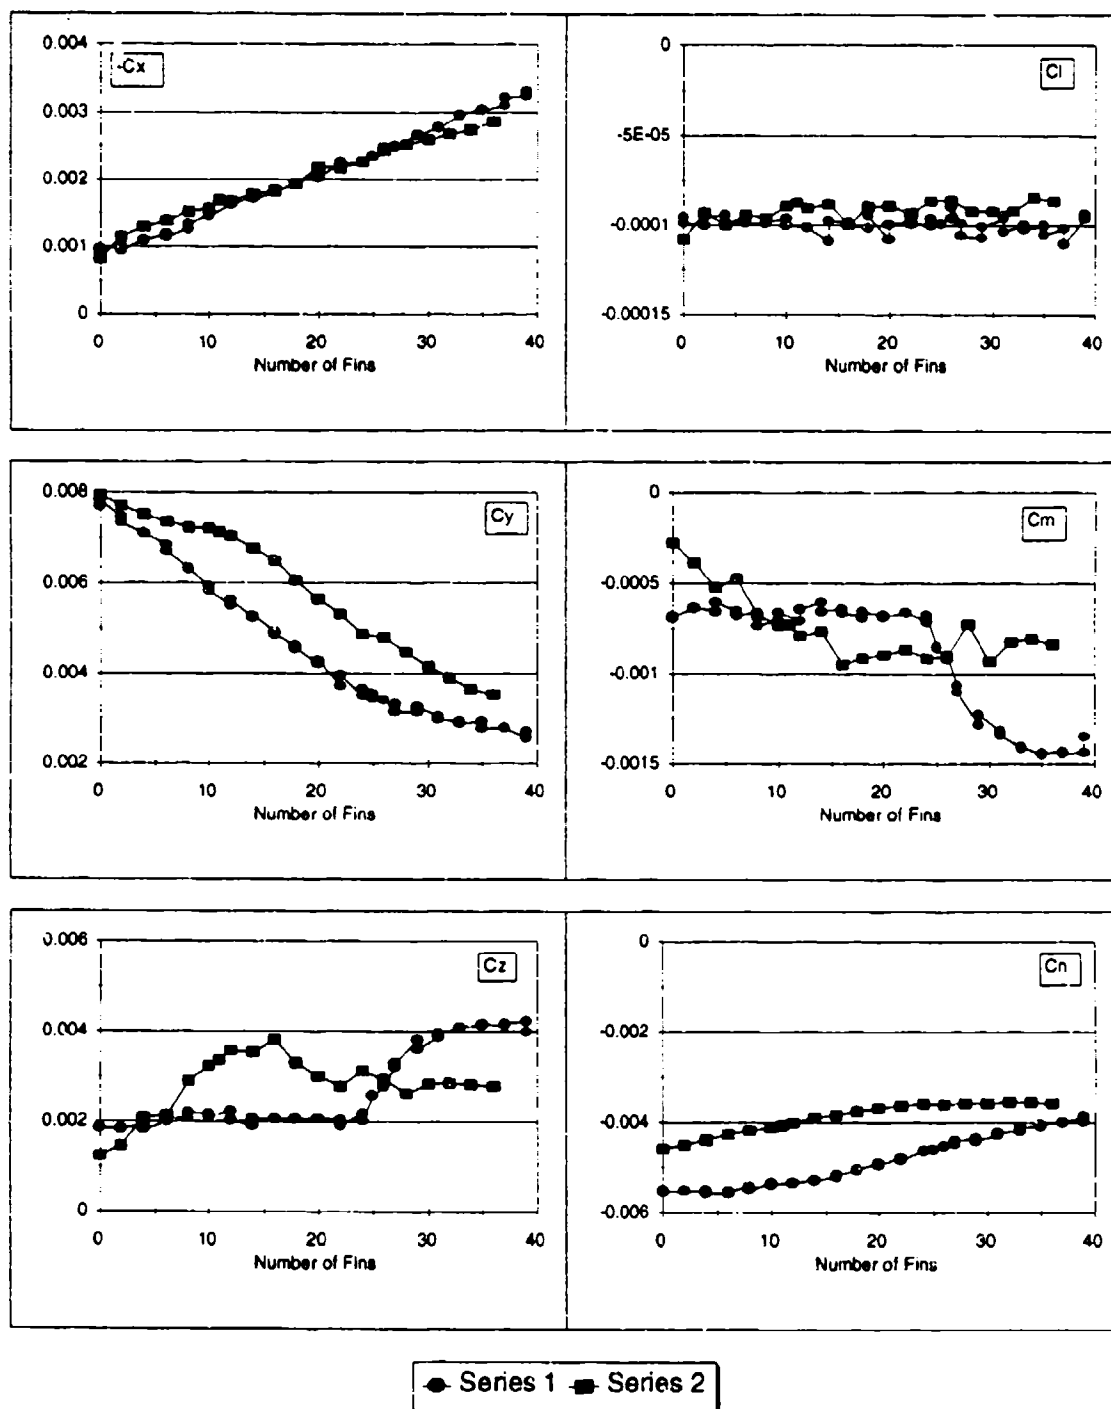 0.004
-Cx
0.003
0.002
0.001
0
0 10 20 30 40
Number of Fins
0
Cl
-5E-05
-0.0001
-0.00015
0 10 20 30 40
Number of Fins
0.008
Cy
0.006
0.004
0.002
0 10 20 30 40
Number of Fins
0
Cm
-0.0005
-0.001
-0.0015
0 10 20 30 40
Number of Fins
0.006
Cz
0.004
0.002
0
0 10 20 30 40
Number of Fins
0
Cn
-0.002
-0.004
-0.006
0 10 20 30 40
Number of Fins
Series 1 Series 2